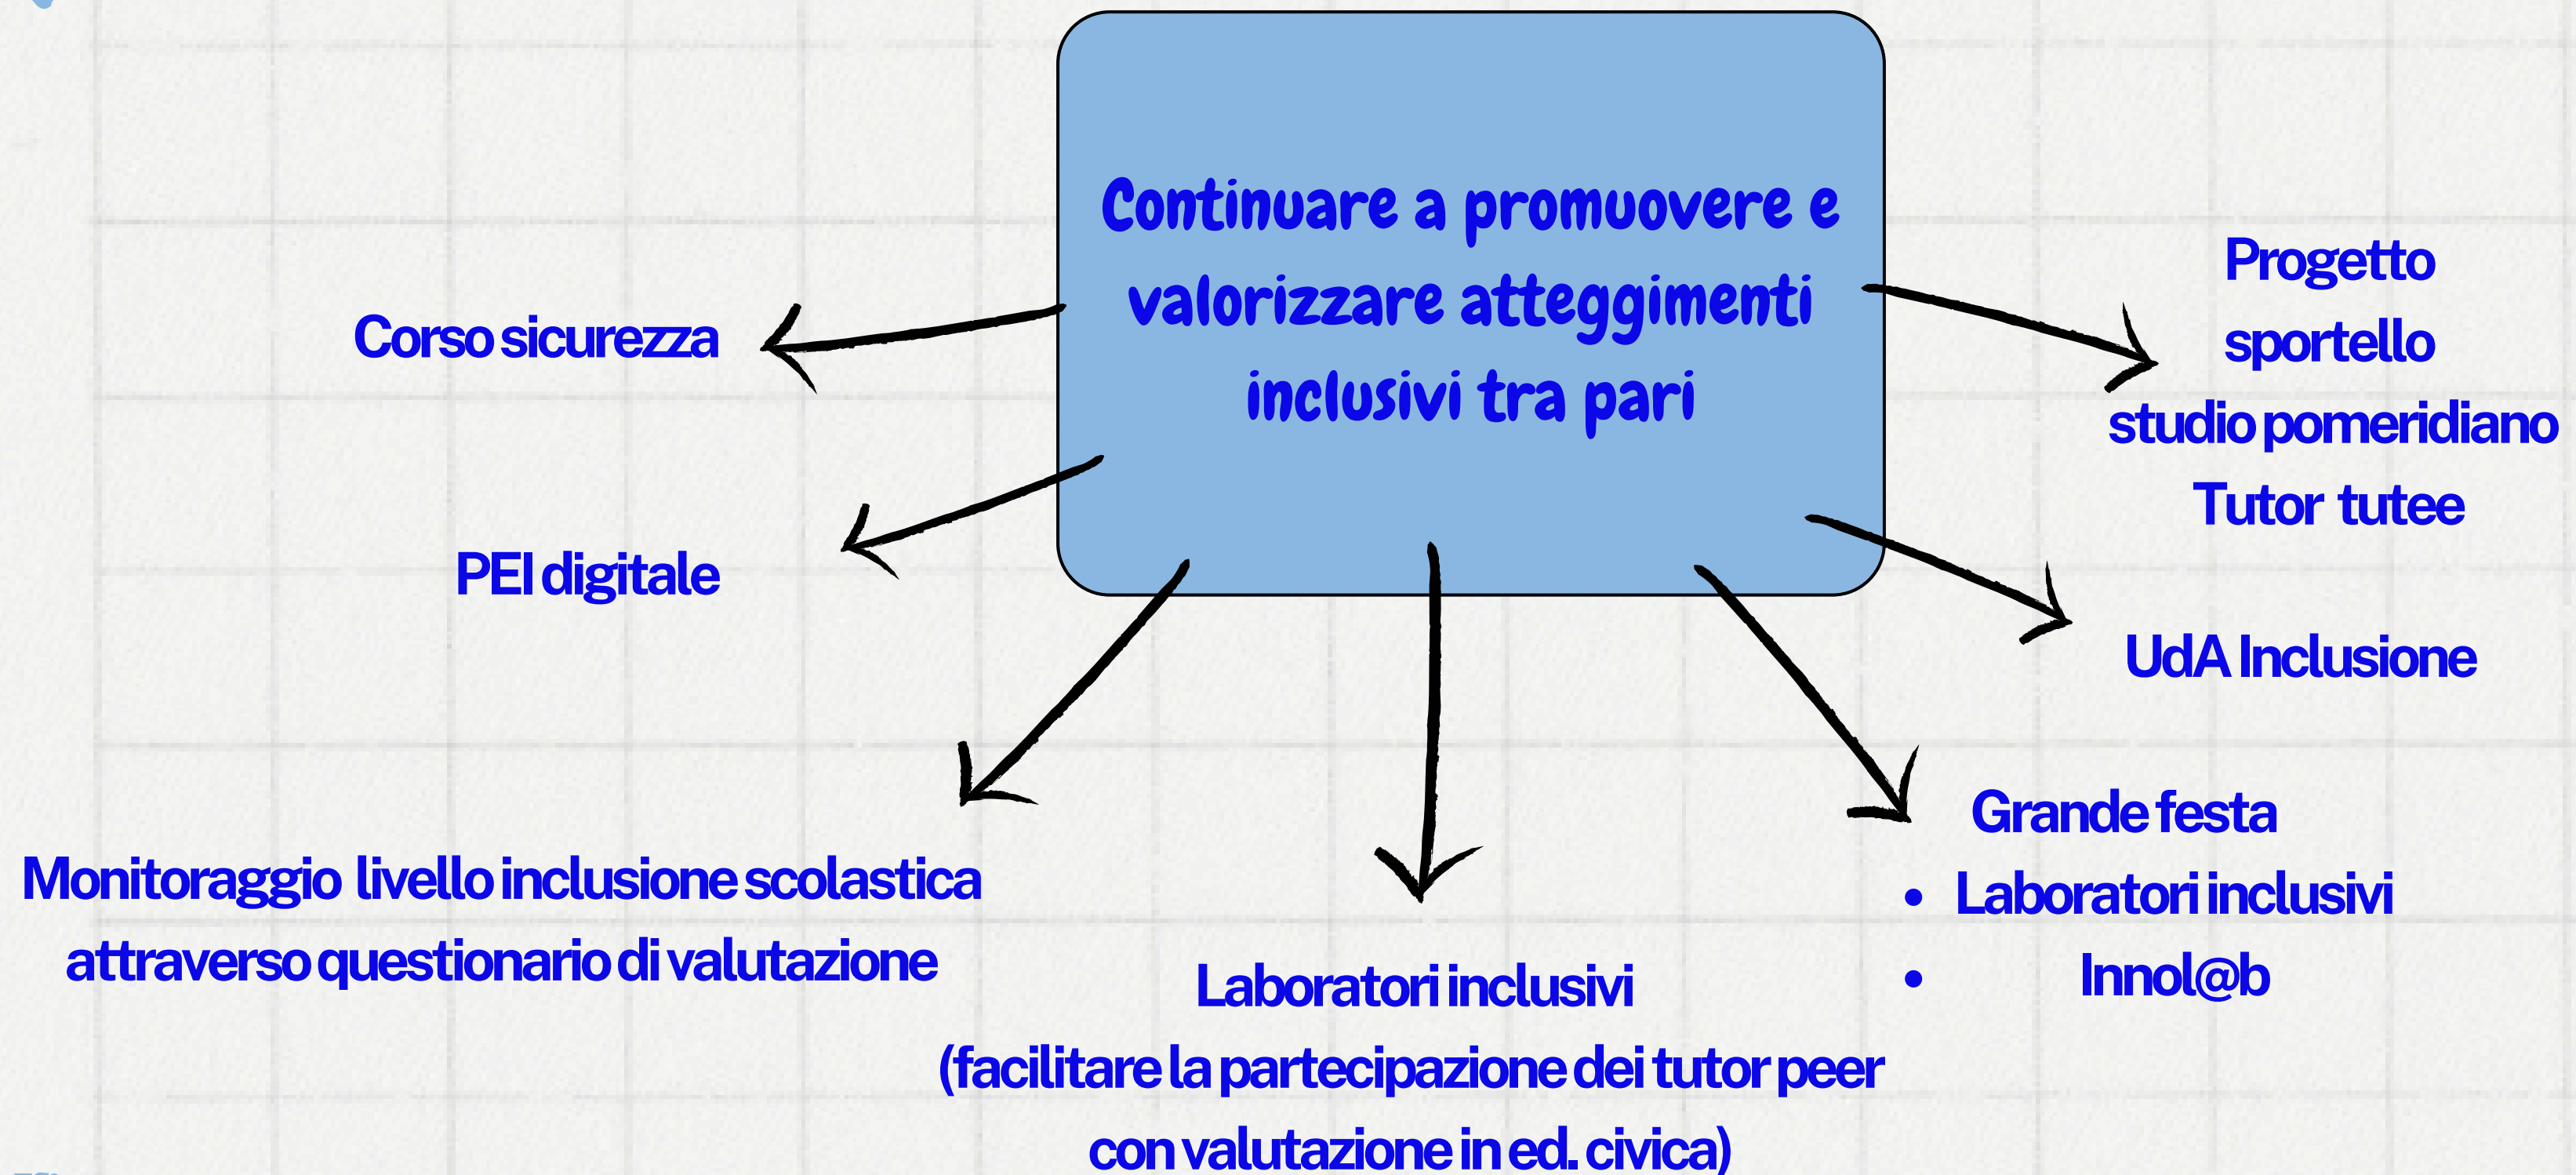 Continuare a promuovere e
valorizzare atteggimenti
inclusivi tra pari
Corso sicurezza
PEI digitale
Monitoraggio livello inclusione scolastica
attraverso questionario di valutazione
Laboratori inclusivi
(facilitare la partecipazione dei tutor peer
con valutazione in ed. civica)
Grande festa
• Laboratori inclusivi
• Innol@b
UdA Inclusione
Progetto
sportello
studio pomeridiano
Tutor tutee